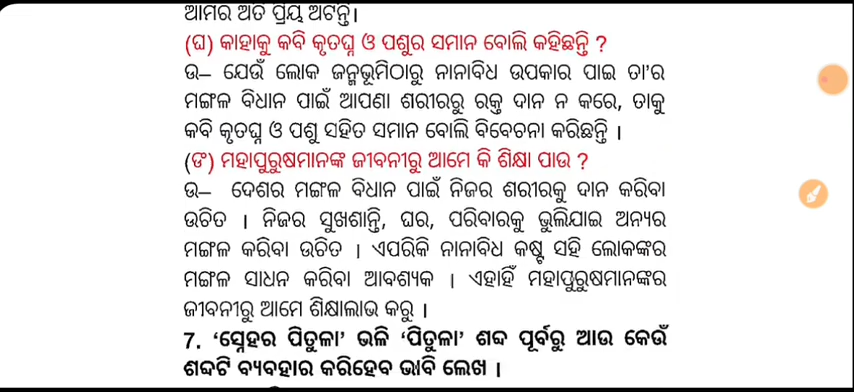 ଆମର ଅତି ପ୍ରିୟ ଅଟନ୍ତି।
(ଘ) କାହାକୁ କବି କୃତଘ୍ନ ଓ ପଶୁର ସମାନ ବୋଲି କହିଛନ୍ତି ?
ଉ– ଯେଉଁ ଲୋକ ଜନ୍ମଭୂମିଠାରୁ ନାନାବିଧ ଉପକାର ପାଇ ତା'ର
ମଙ୍ଗଳ ବିଧାନ ପାଇଁ ଆପଣା ଶରୀରରୁ ରକ୍ତ ଦାନ ନ କରେ, ତାକୁ
କବି କୃତଘ୍ନ ଓ ପଶୁ ସହିତ ସମାନ ବୋଲି ବିବେଚନା କରିଛନ୍ତି ।
(ଙ) ମହାପୁରୁଷମାନଙ୍କ ଜୀବନୀରୁ ଆମେ କି ଶିକ୍ଷା ପାଉ ?
ଉ– ଦେଶର ମଙ୍ଗଳ ବିଧାନ ପାଇଁ ନିଜର ଶରୀରକୁ ଦାନ କରିବା
ଉଚିତ । ନିଜର ସୁଖଶାନ୍ତି, ଘର, ପରିବାରକୁ ଭୁଲିଯାଇ ଅନ୍ୟର
ମଙ୍ଗଳ କରିବା ଉଚିତ । ଏପରିକି ନାନାବିଧ କଷ୍ଟ ସହି ଲୋକଙ୍କର
ମଙ୍ଗଳ ସାଧନ କରିବା ଆବଶ୍ୟକ । ଏହାହିଁ ମହାପୁରୁଷମାନଙ୍କର
ଜୀବନୀରୁ ଆମେ ଶିକ୍ଷାଲାଭ କରୁ ।
7. 'ସ୍ନେହର ପିତୁଳା' ଭଳି 'ପିତୁଳା' ଶବ୍ଦ ପୂର୍ବରୁ ଆଉ କେଉଁ
ଶବ୍ଦଟି ବ୍ୟବହାର କରିହେବ ଭାବି ଲେଖ ।